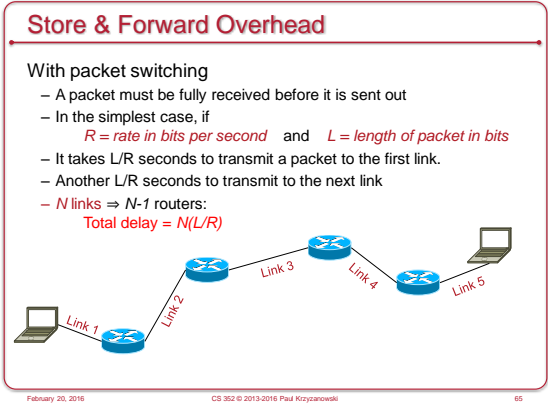 Store & Forward Overhead
With packet switching
– A packet must be fully received before it is sent out
– In the simplest case, if
R = rate in bits per second and L = length of packet in bits
– It takes L/R seconds to transmit a packet to the first link.
– Another L/R seconds to transmit to the next link
– N links ⇒ N-1 routers:
Total delay = N(L/R)
Link 1
Link 2
Link 3
Link 4
Link 5
February 20, 2016
CS 352 © 2013-2016 Paul Krzyzanowski
65